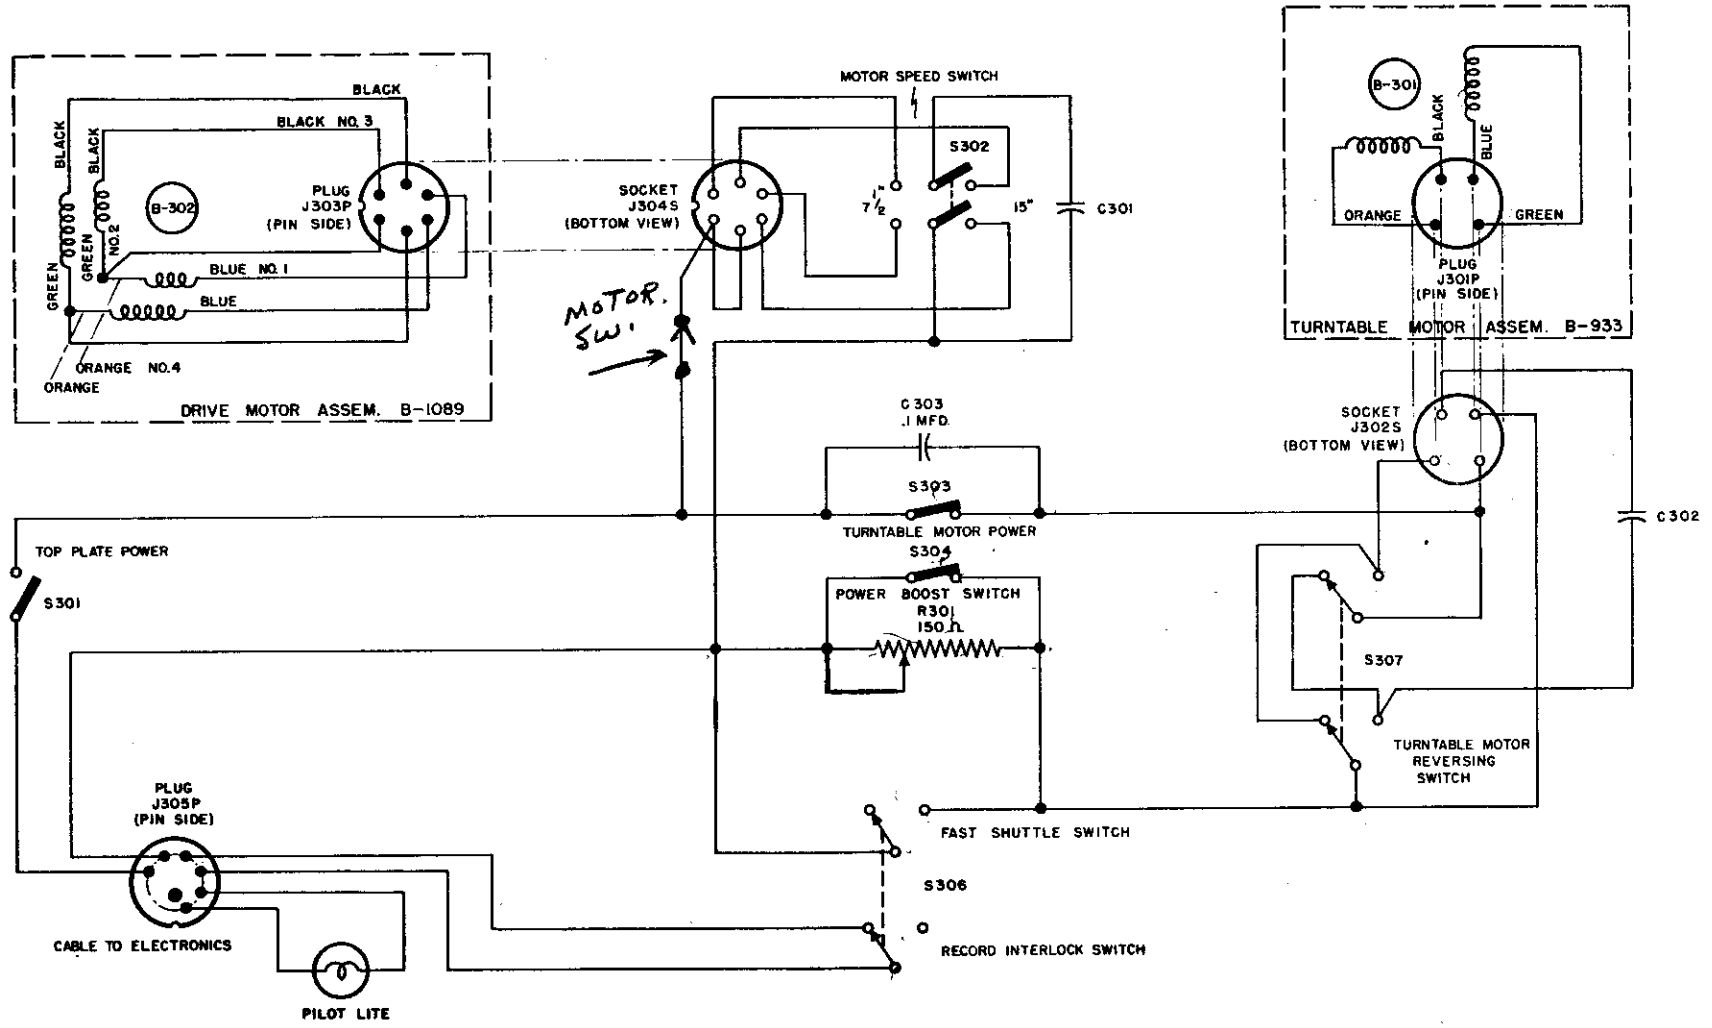 BLACK
BLACK NO. 3
BLACK
BLACK
B-302
PLUG
J303P
(PIN SIDE)
GREEN
GREEN
NO.2
BLUE NO. 1
BLUE
ORANGE NO.4
ORANGE
DRIVE MOTOR ASSEM. B-1089
MOTOR SPEED SWITCH
SOCKET
J304S
(BOTTOM VIEW)
S302
7 1/2"
15"
C301
MOTOR.
SW.
B-301
BLACK
BLUE
ORANGE
GREEN
PLUG
J301P
(PIN SIDE)
TURNTABLE MOTOR ASSEM. B-933
SOCKET
J302S
(BOTTOM VIEW)
C302
C303
.1 MFD.
S303
TURNTABLE MOTOR POWER
S304
POWER BOOST SWITCH
R301
150Ω
TOP PLATE POWER
S301
S307
TURNTABLE MOTOR
REVERSING
SWITCH
PLUG
J305P
(PIN SIDE)
CABLE TO ELECTRONICS
PILOT LITE
FAST SHUTTLE SWITCH
S306
RECORD INTERLOCK SWITCH